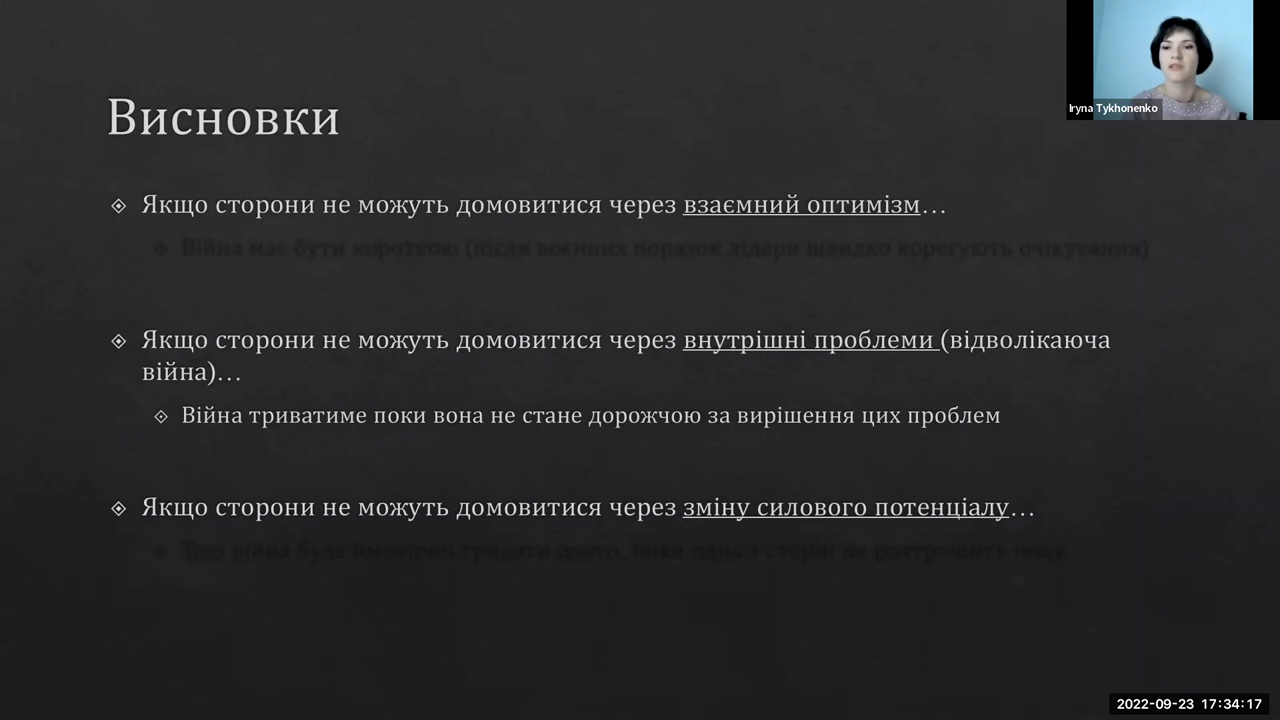 Iryna Tykhonenko
Висновки
Якщо сторони не можуть домовитися через взаємний оптимізм…
Війна має бути короткою (після воєнних поразок лідери швидко корегують очікування)
Якщо сторони не можуть домовитися через внутрішні проблеми (відволікаюча
війна)…
Війна триватиме поки вона не стане дорожчою за вирішення цих проблем
Якщо сторони не можуть домовитися через зміну силового потенціалу…
Тоді війна буде ймовірно тривати довго, поки одна з сторін не розтрощить іншу
2022-09-23 17:34:17